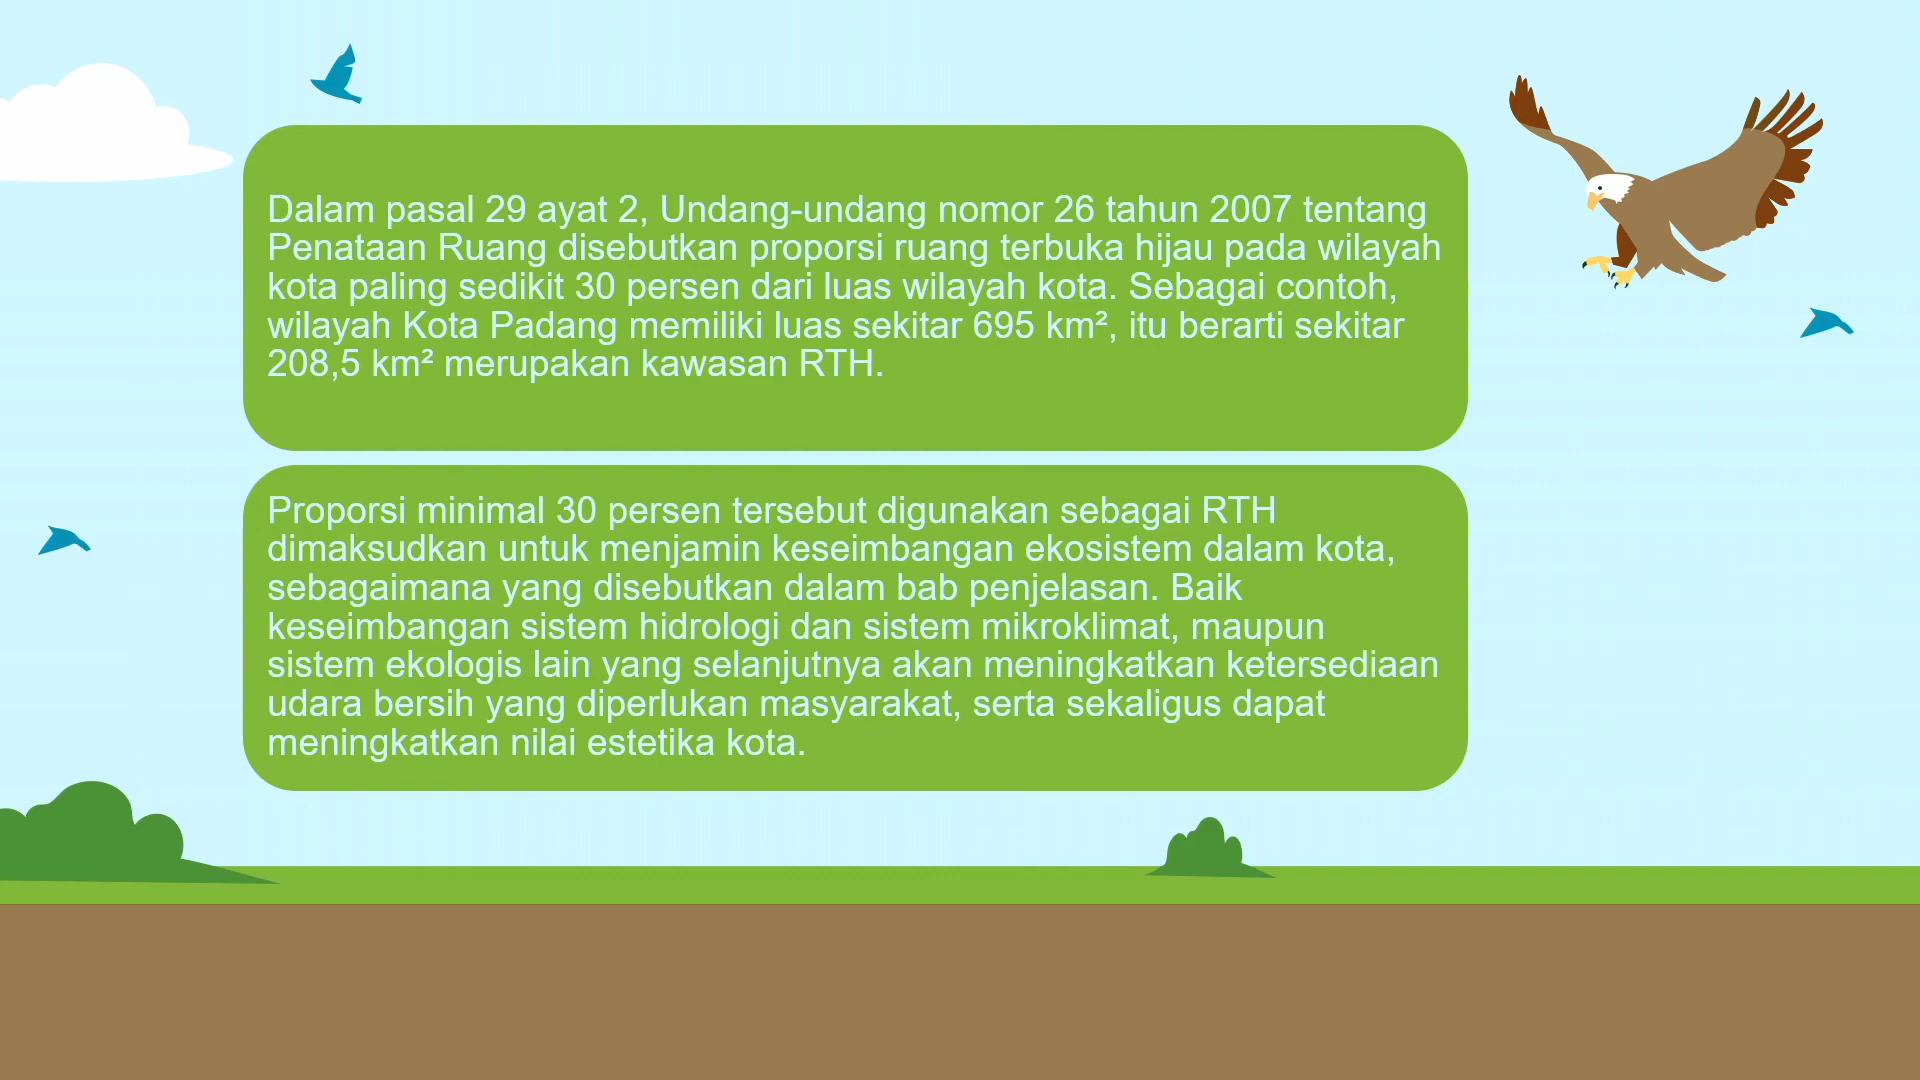 Dalam pasal 29 ayat 2, Undang-undang nomor 26 tahun 2007 tentang
Penataan Ruang disebutkan proporsi ruang terbuka hijau pada wilayah
kota paling sedikit 30 persen dari luas wilayah kota. Sebagai contoh,
wilayah Kota Padang memiliki luas sekitar 695 km², itu berarti sekitar
208,5 km² merupakan kawasan RTH.
Proporsi minimal 30 persen tersebut digunakan sebagai RTH
dimaksudkan untuk menjamin keseimbangan ekosistem dalam kota,
sebagaimana yang disebutkan dalam bab penjelasan. Baik
keseimbangan sistem hidrologi dan sistem mikroklimat, maupun
sistem ekologis lain yang selanjutnya akan meningkatkan ketersediaan
udara bersih yang diperlukan masyarakat, serta sekaligus dapat
meningkatkan nilai estetika kota.